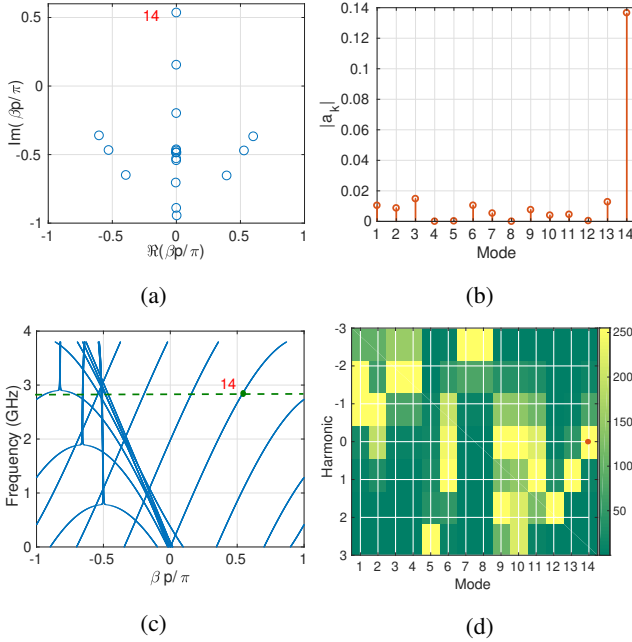 14
0.5
0
-0.5
-1
-1 -0.5 0 0.5 1
Im( βp/ π)
ℜ(βp/ π)
(a)
0.14
0.12
0.1
0.08
0.06
0.04
0.02
0
1 2 3 4 5 6 7 8 9 10 11 12 13 14
|a_k|
Mode
(b)
4
3
2
1
0
-1 -0.5 0 0.5 1
Frequency (GHz)
β p/ π
14
(c)
-3
-2
-1
0
1
2
3
1 2 3 4 5 6 7 8 9 10 11 12 13 14
Harmonic
Mode
250
200
150
100
50
(d)